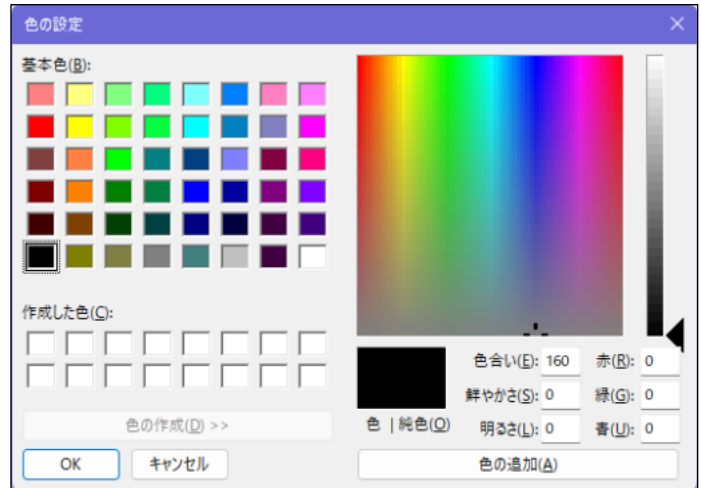 色の設定
基本色(B):
作成した色(C):
色の作成(D) >>
OK
キャンセル
色 | 純色(O)
色合い(E): 160
鮮やかさ(S): 0
明るさ(L): 0
赤(R): 0
緑(G): 0
青(U): 0
色の追加(A)